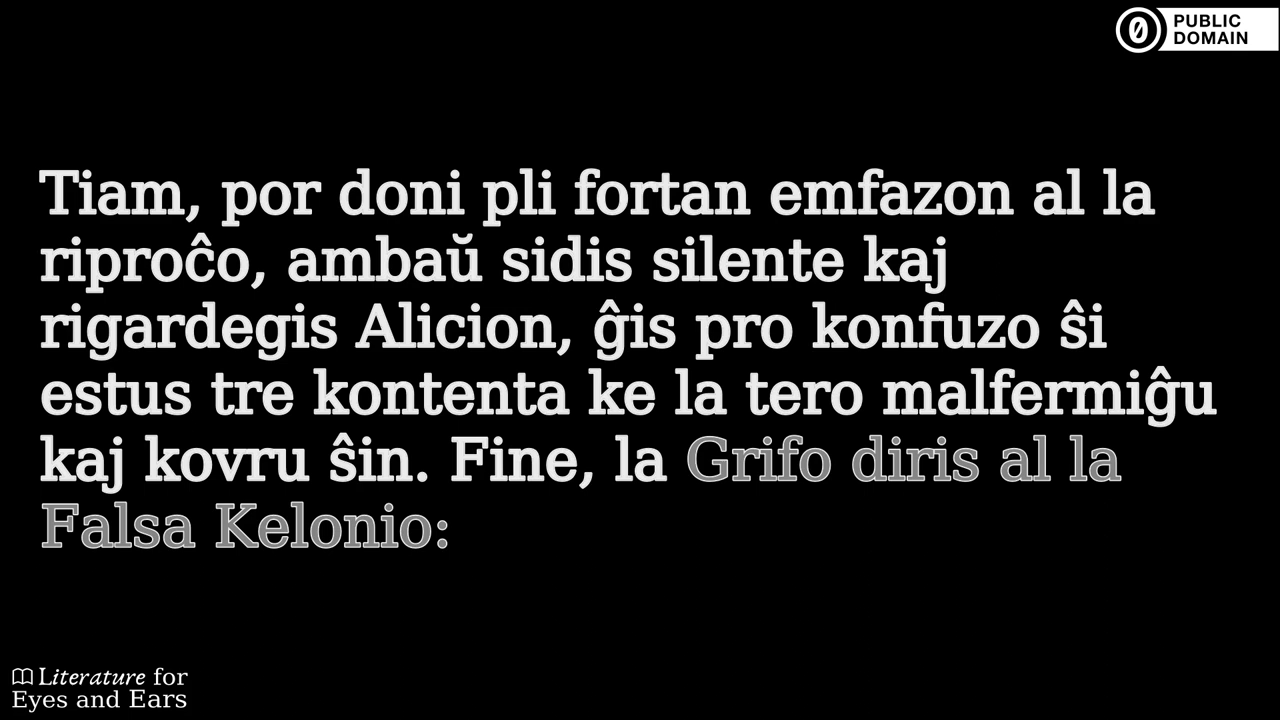 PUBLIC
DOMAIN
Tiam, por doni pli fortan emfazon al la
riproĉo, ambaŭ sidis silente kaj
rigardegis Alicion, ĝis pro konfuzo ŝi
estus tre kontenta ke la tero malfermiĝu
kaj kovru ŝin. Fine, la Grifo diris al la
Falsa Kelonio:
Literature for
Eyes and Ears